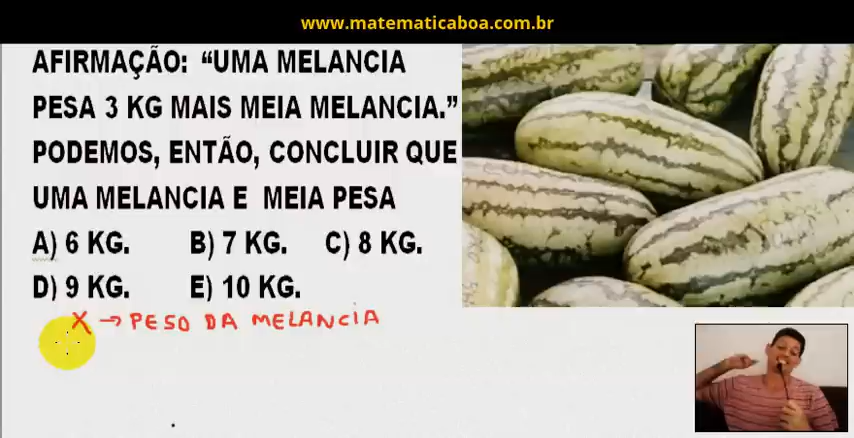 www.matematicaboa.com.br
AFIRMAÇÃO: “UMA MELANCIA
PESA 3 KG MAIS MEIA MELANCIA.”
PODEMOS, ENTÃO, CONCLUIR QUE
UMA MELANCIA E MEIA PESA
A) 6 KG. B) 7 KG. C) 8 KG.
D) 9 KG. E) 10 KG.
X → PESO DA MELANCIA